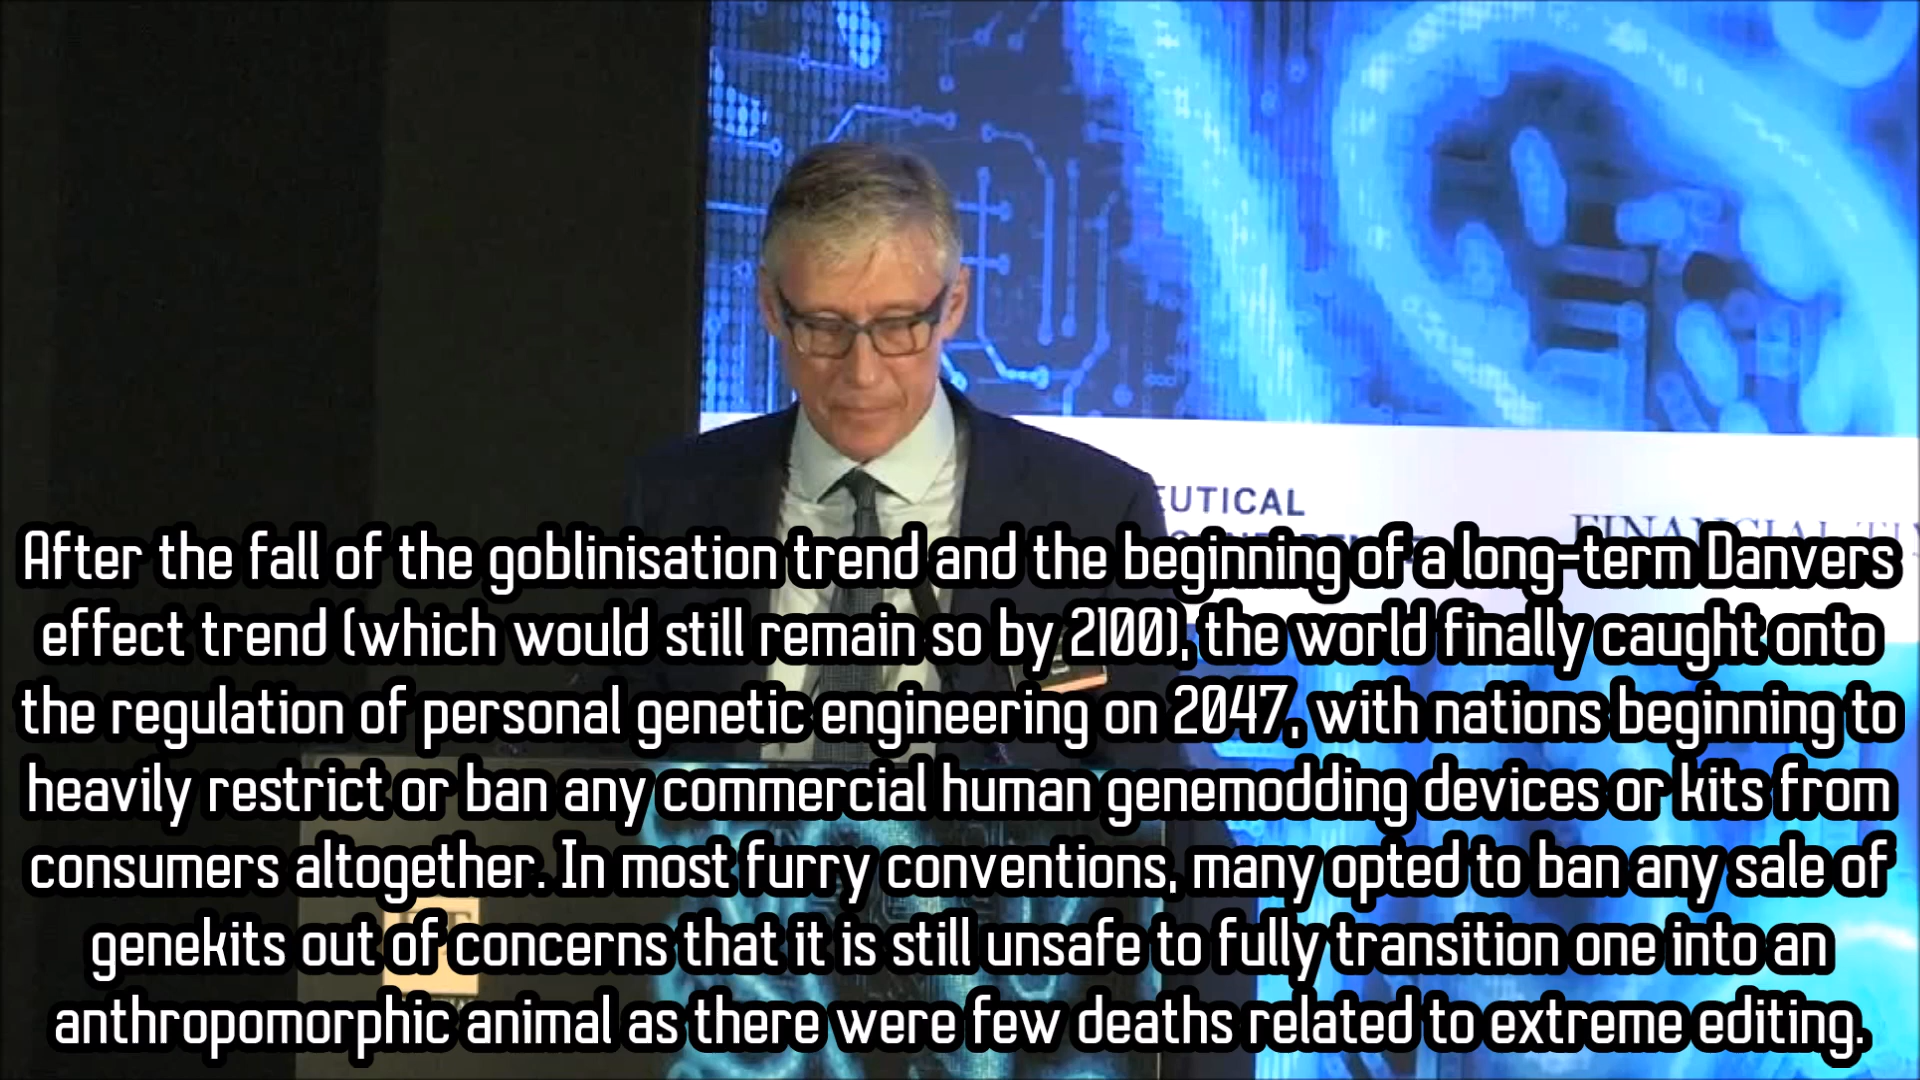 EUTICAL
FINANCIAL TI
After the fall of the goblinisation trend and the beginning of a long-term Danvers
effect trend (which would still remain so by 2100), the world finally caught onto
the regulation of personal genetic engineering on 2047, with nations beginning to
heavily restrict or ban any commercial human genemodding devices or kits from
consumers altogether. In most furry conventions, many opted to ban any sale of
genekits out of concerns that it is still unsafe to fully transition one into an
anthropomorphic animal as there were few deaths related to extreme editing.